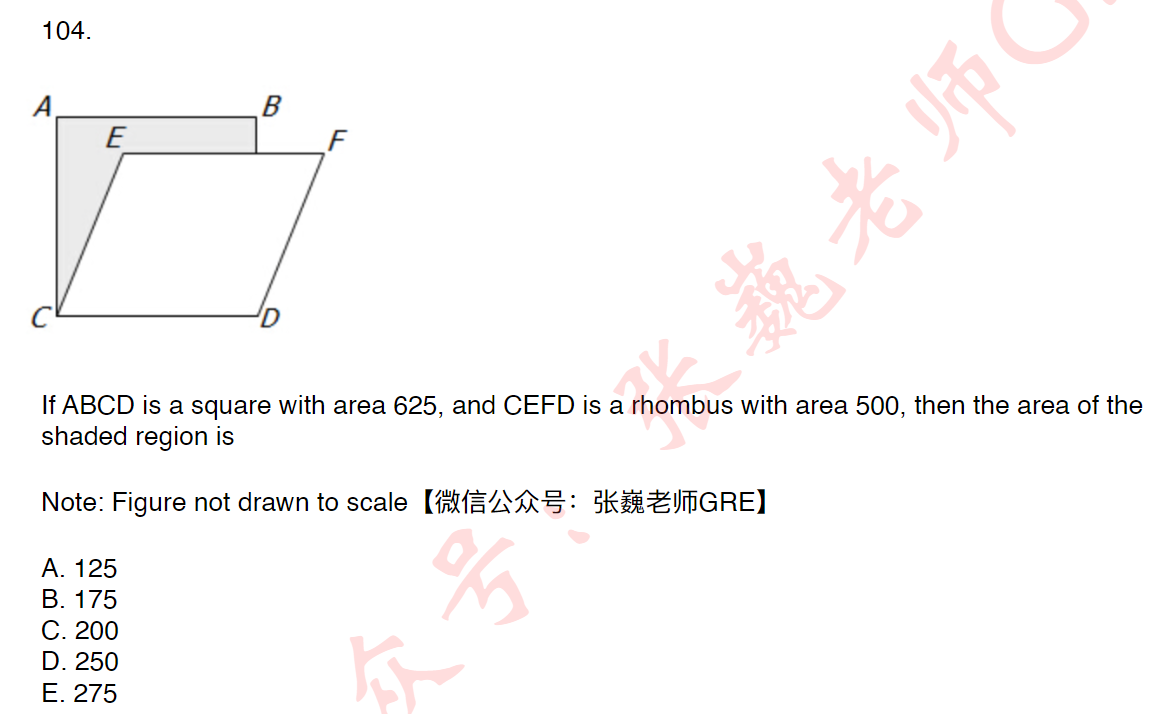 104.
A
B
E
F
C
D
If ABCD is a square with area 625, and CEFD is a rhombus with area 500, then the area of the
shaded region is
Note: Figure not drawn to scale【微信公众号：张巍老师GRE】
A. 125
B. 175
C. 200
D. 250
E. 275
众号：张巍老师G